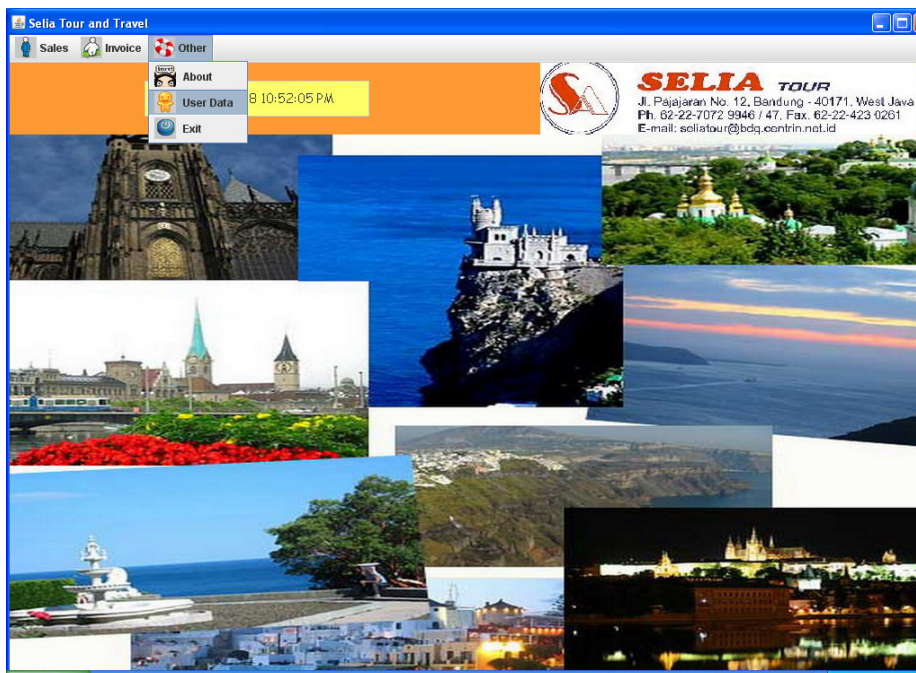 Selia Tour and Travel
Sales Invoice Other
About
User Data
Exit
8 10:52:05 PM
SELIA TOUR
Jl. Pajajaran No. 12, Bandung - 40171. West Java
Ph. 62-22-7072 9946 / 47, Fax. 62-22-423 0261
E-mail: seliatour@bdg.centrin.net.id